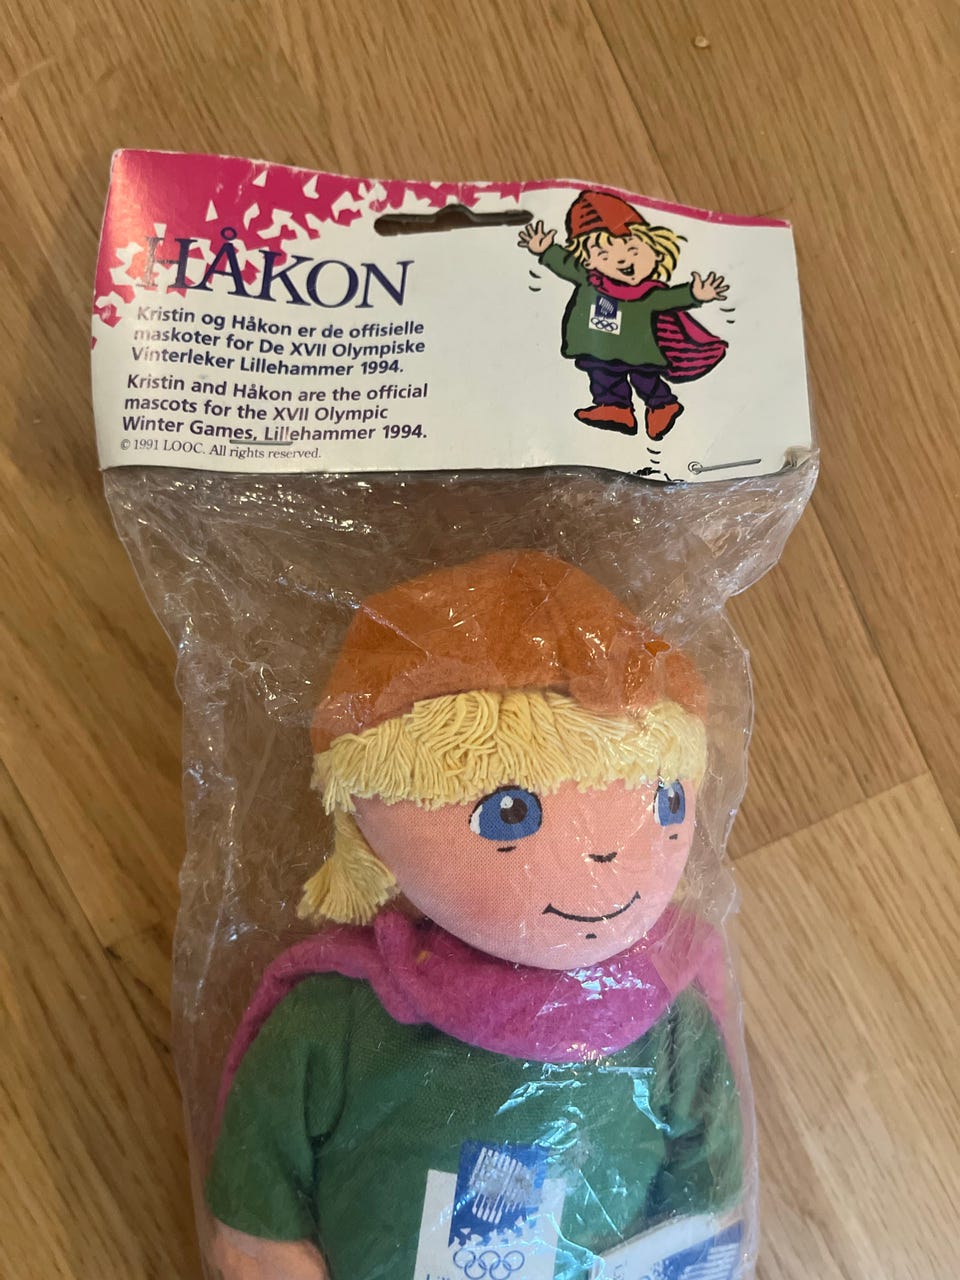 HÅKON
Kristin og Håkon er de offisielle
maskoter for De XVII Olympiske
Vinterleker Lillehammer 1994.
Kristin and Håkon are the official
mascots for the XVII Olympic
Winter Games, Lillehammer 1994.
© 1991 LOOC. All rights reserved.